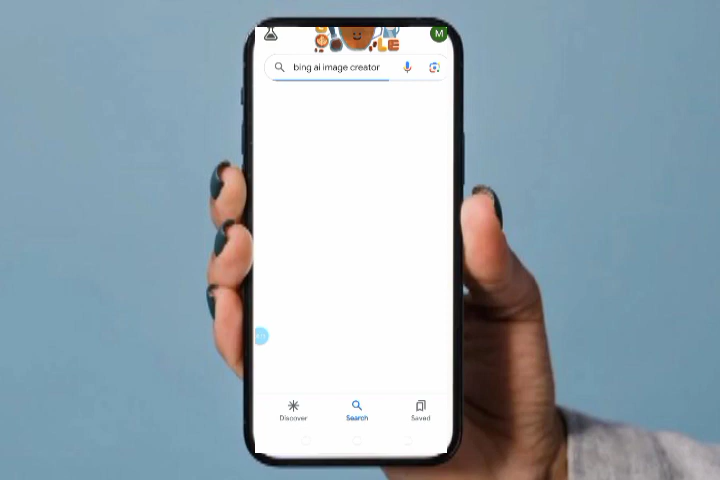 M
bing ai image creator
Discover
Search
Saved